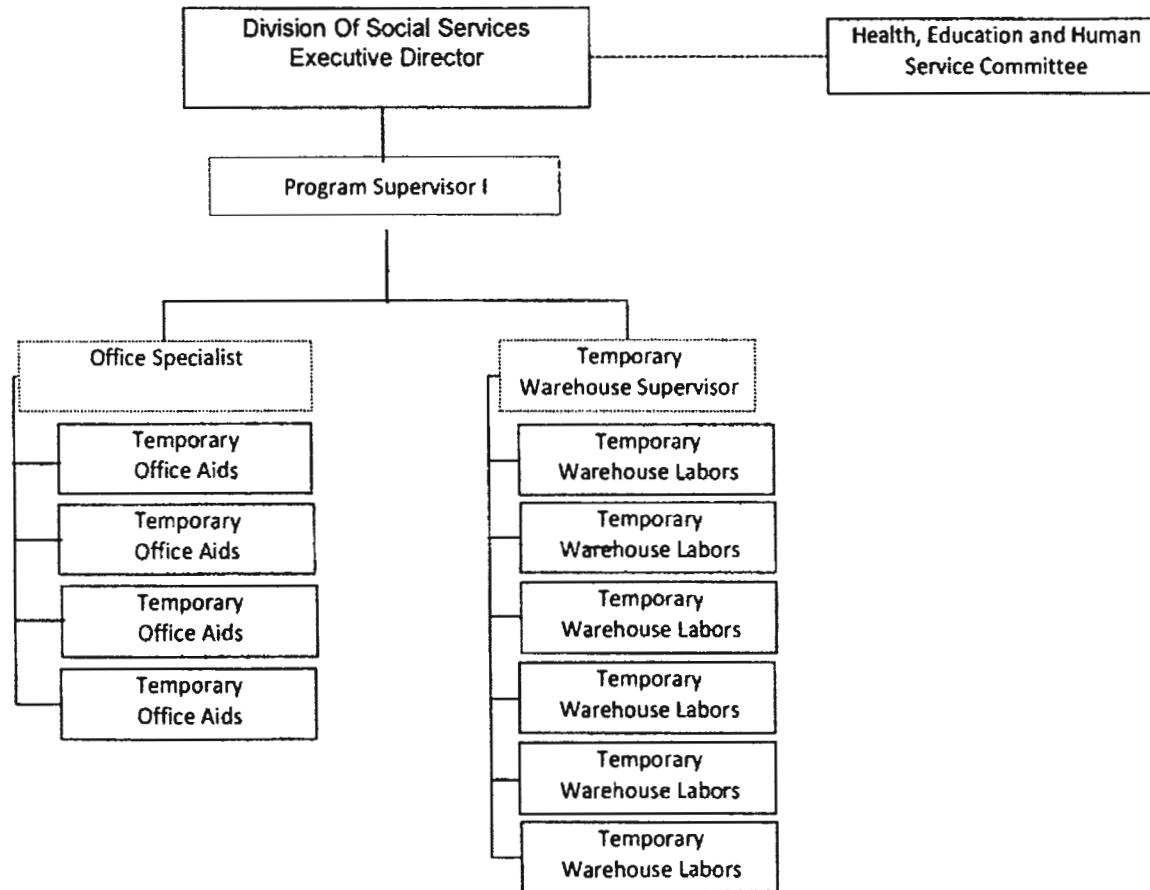 Division Of Social Services
Executive Director
Health, Education and Human
Service Committee
Program Supervisor I
Office Specialist
Temporary
Office Aids
Temporary
Office Aids
Temporary
Office Aids
Temporary
Office Aids
Temporary
Warehouse Supervisor
Temporary
Warehouse Labors
Temporary
Warehouse Labors
Temporary
Warehouse Labors
Temporary
Warehouse Labors
Temporary
Warehouse Labors
Temporary
Warehouse Labors